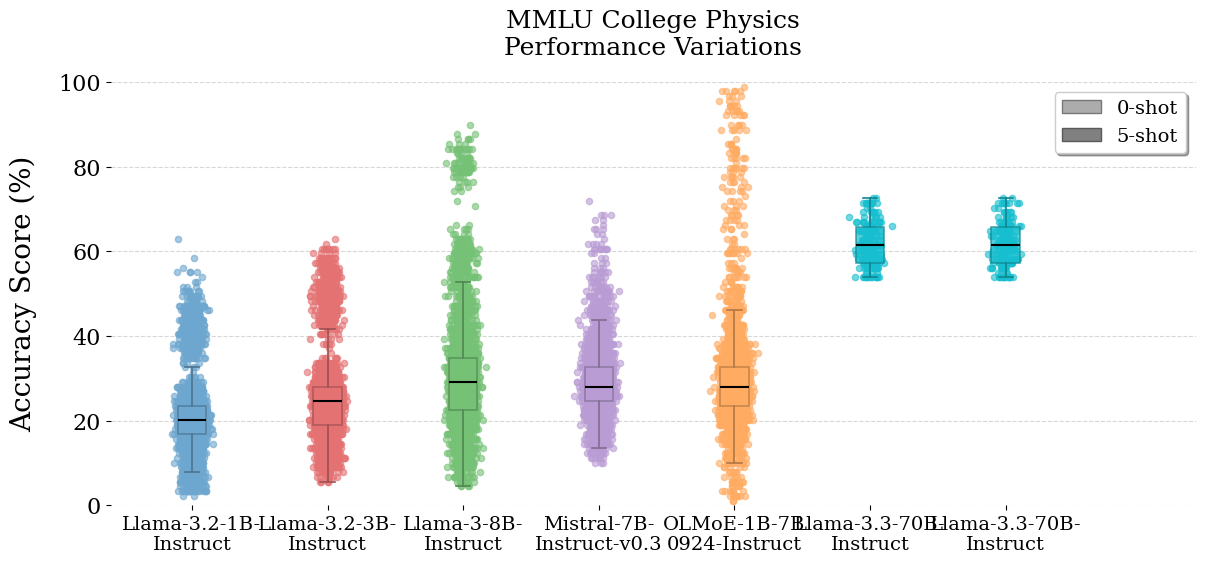 MMLU College Physics
Performance Variations
Accuracy Score (%)
100
80
60
40
20
0
0-shot
5-shot
Llama-3.2-1B-
Instruct
Llama-3.2-3B-
Instruct
Llama-3-8B-
Instruct
Mistral-7B-
Instruct-v0.3
OLMoE-1B-7B-
0924-Instruct
Llama-3.3-70B-
Instruct
Llama-3.3-70B-
Instruct